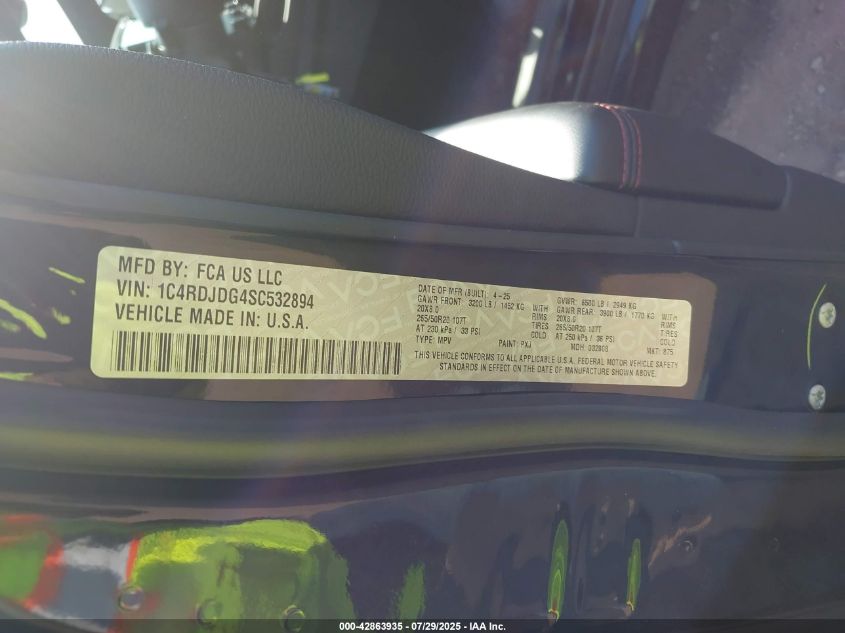 MFD BY: FCA US LLC
VIN: 1C4RDJDG4SC532894
VEHICLE MADE IN: U.S.A.
DATE OF MFR (BUILT): 4-25
GAWR FRONT: 3200 LB / 1452 KG WITH
20X8.0 RIMS
265/50R20 107T TIRES
AT 230 kPa / 33 PSI COLD
TYPE: MPV PAINT: PXJ
GVWR: 6500 LB / 2949 KG
GAWR REAR: 3900 LB / 1770 KG WITH
20X8.0 RIMS
265/50R20 107T TIRES
AT 250 kPa / 36 PSI COLD
MDH: MKT: 875
THIS VEHICLE CONFORMS TO ALL APPLICABLE U.S.A. FEDERAL MOTOR VEHICLE SAFETY
STANDARDS IN EFFECT ON THE DATE OF MANUFACTURE SHOWN ABOVE.
000-42863935 - 07/29/2025 - IAA Inc.